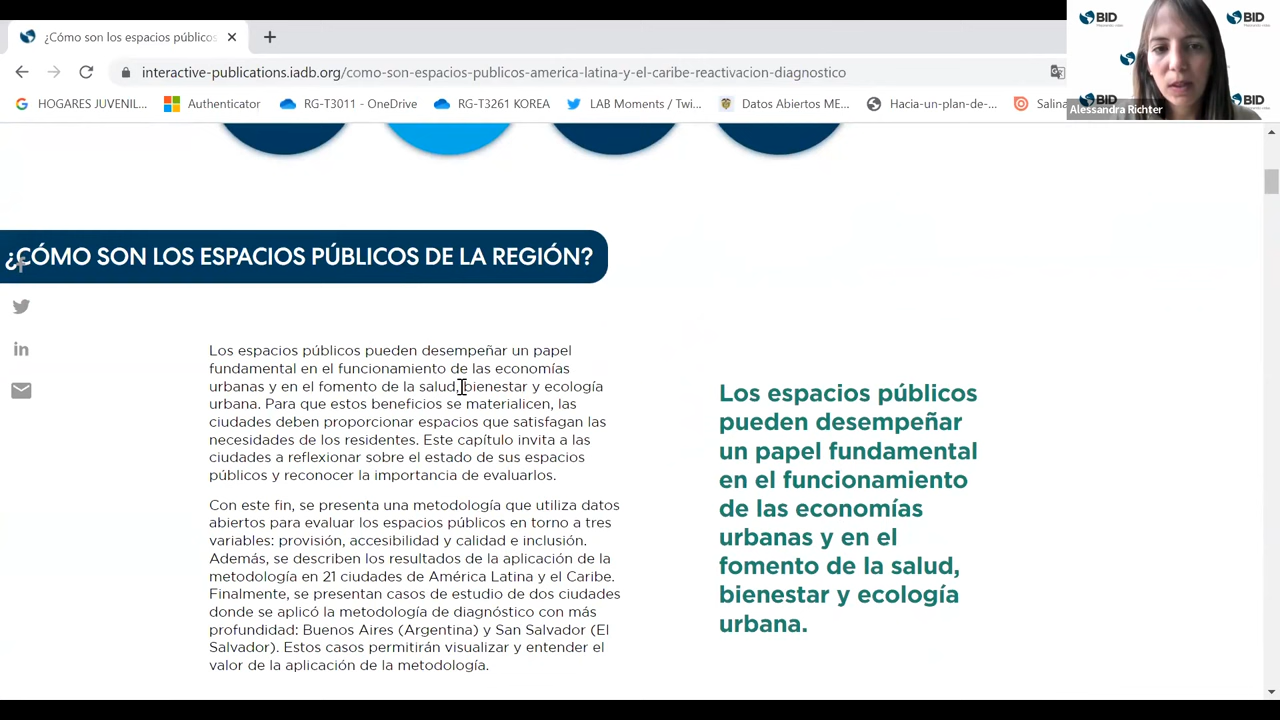 ¿Cómo son los espacios públicos
BID
BID
interactive-publications.iadb.org/como-son-espacios-publicos-america-latina-y-el-caribe-reactivacion-diagnostico
HOGARES JUVENIL...
Authenticator
RG-T3011 - OneDrive
RG-T3261 KOREA
LAB Moments / Twi...
Datos Abiertos ME...
Hacia-un-plan-de-...
Salina
BID
BID
Alessandra Richter
¿CÓMO SON LOS ESPACIOS PÚBLICOS DE LA REGIÓN?
Los espacios públicos pueden desempeñar un papel
fundamental en el funcionamiento de las economías
urbanas y en el fomento de la salud, bienestar y ecología
urbana. Para que estos beneficios se materialicen, las
ciudades deben proporcionar espacios que satisfagan las
necesidades de los residentes. Este capítulo invita a las
ciudades a reflexionar sobre el estado de sus espacios
públicos y reconocer la importancia de evaluarlos.
Con este fin, se presenta una metodología que utiliza datos
abiertos para evaluar los espacios públicos en torno a tres
variables: provisión, accesibilidad y calidad e inclusión.
Además, se describen los resultados de la aplicación de la
metodología en 21 ciudades de América Latina y el Caribe.
Finalmente, se presentan casos de estudio de dos ciudades
donde se aplicó la metodología de diagnóstico con más
profundidad: Buenos Aires (Argentina) y San Salvador (El
Salvador). Estos casos permitirán visualizar y entender el
valor de la aplicación de la metodología.
Los espacios públicos
pueden desempeñar
un papel fundamental
en el funcionamiento
de las economías
urbanas y en el
fomento de la salud,
bienestar y ecología
urbana.